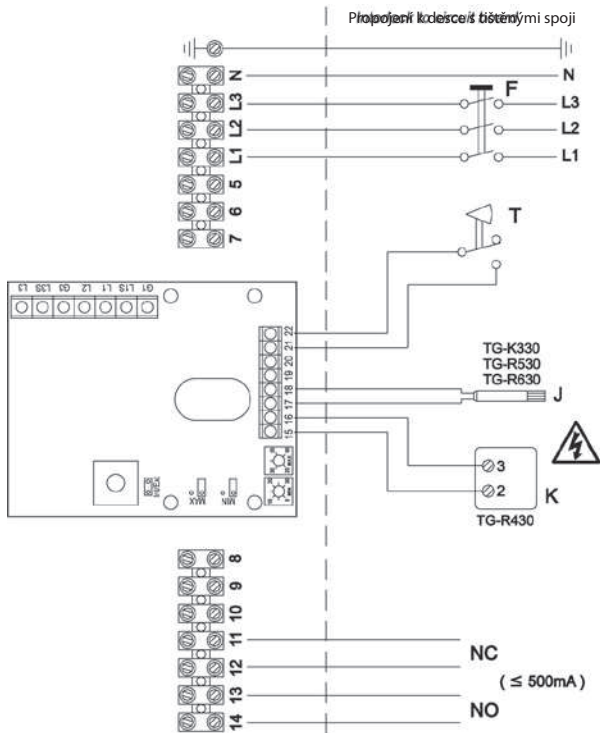 Propojení k desce s tištěnými spoji
N
N
L3
F
L3
L2
L2
L1
L1
5
6
7
T
L3
L3S
G3
L2
L1
L1S
G1
22
21
20
19
18
17
16
15
TG-K330
TG-R530
TG-R630
J
3
2
K
TG-R430
MAX
MIN
8
9
10
11
NC
12
( ≤ 500mA )
13
NO
14